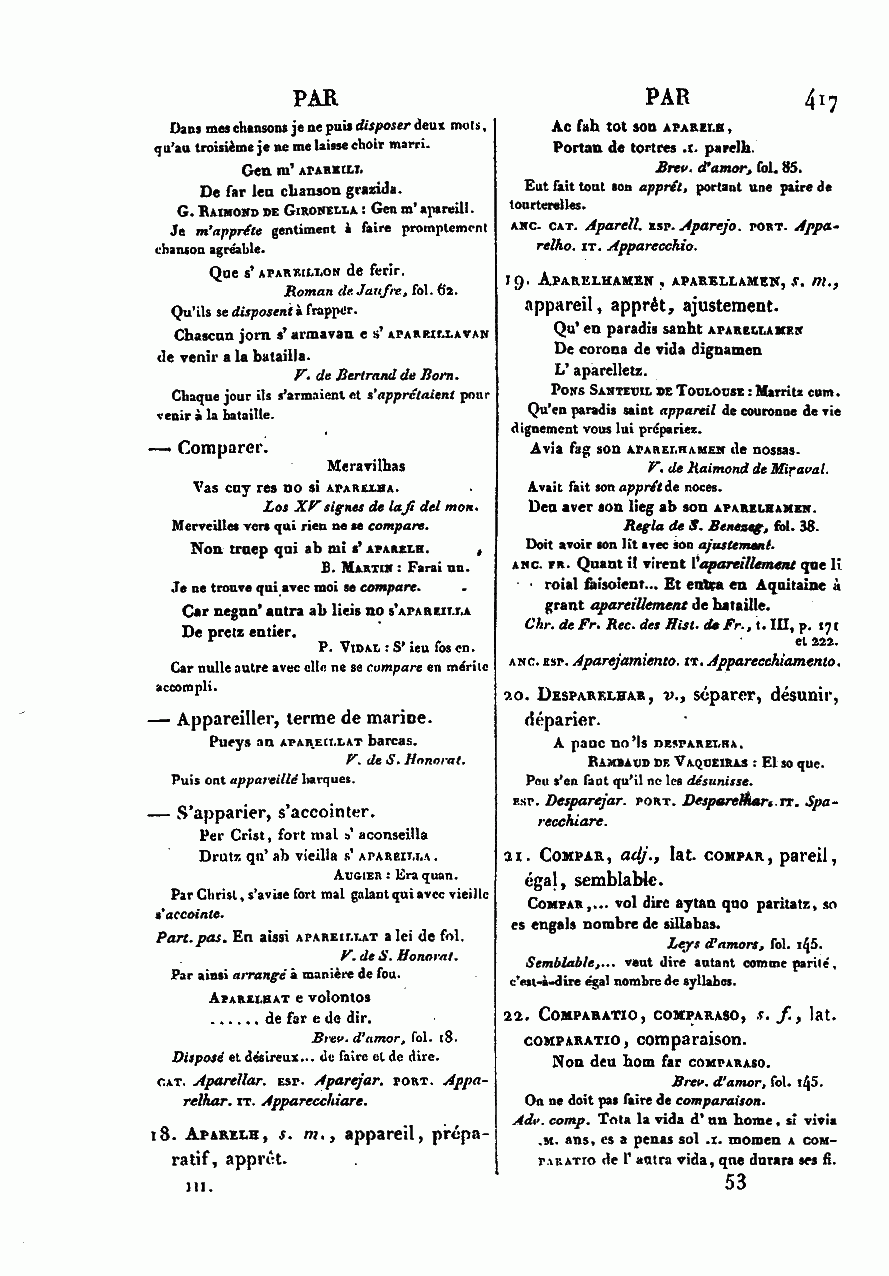 PAR
PAR 417
Dans mes chansons je ne puis disposer deux mots,
qu'au troisième je ne me laisse choir marri.
Gen m' APAREILL
De far leu chanson grazida.
G. RAIMOND DE GIRONELLA : Gen m' apareill.
Je m'apprête gentiment à faire promptement
chanson agréable.
Que s' APAREILLON de ferir.
Roman de Jaufre, fol. 62.
Qu'ils se disposent à frapper.
Chascun jorn s' armavan e s' APAREILLAVAN
de venir a la batailla.
V. de Bertrand de Born.
Chaque jour ils s'armaient et s'apprêtaient pour
venir à la bataille.
— Comparer.
Meravilhas
Vas cuy res no si APARELHA.
Los XV signes de la fi del mon.
Merveilles vers qui rien ne se compare.
Non truep qui ab mi s' APARELH.
B. MARTIN : Farai un.
Je ne trouve qui avec moi se compare.
Car negun' autra ab lieis no s'APAREILLA
De pretz entier.
P. VIDAL : S' ieu fos en.
Car nulle autre avec elle ne se compare en mérite
accompli.
— Appareiller, terme de marine.
Pueys an APAREILLAT barcas.
V. de S. Honorat.
Puis ont appareillé barques.
— S'apparier, s'accointer.
Per Crist, fort mal s' aconseilla
Drutz qu' ab vieilla s' APAREILLA.
AUGIER : Era quan.
Par Christ, s'avise fort mal galant qui avec vieille
s'accointe.
Part. pas. En aissi APAREILLAT a lei de fol.
V. de S. Honorat.
Par ainsi arrangé à manière de fou.
APARELHAT e volontos
...... de far e de dir.
Brev. d'amor, fol. 18.
Disposé et désireux... de faire et de dire.
CAT. Aparellar. ESP. Aparejar. PORT. Appa-
relhar. IT. Apparecchiare.
18. APARELH, s. m., appareil, prépa-
ratif, apprêt.
III.
Ac fah tot son APARELH,
Portan de tortres .I. parelh.
Brev. d'amor, fol. 85.
Eut fait tout son apprêt, portant une paire de
tourterelles.
ANC. CAT. Aparell. ESP. Aparejo. PORT. Appa-
relho. IT. Apparecchio.
19. APARELHAMEN, APARELLAMEN, s. m.,
appareil, apprêt, ajustement.
Qu' en paradis sanht APARELLAMEN
De corona de vida dignamen
L' aparelletz.
PONS SANTEUIL DE TOULOUSE : Marritz cum.
Qu'en paradis saint appareil de couronne de vie
dignement vous lui prépariez.
Avia fag son APARELHAMEN de nossas.
V. de Raimond de Miraval.
Avait fait son apprêt de noces.
Deu aver son lieg ab son APARELHAMEN.
Regla de S. Benezeg, fol. 38.
Doit avoir son lit avec son ajustement.
ANC. FR. Quant il virent l'apareillement que li
roial faisoient... Et entra en Aquitaine à
grant apareillement de bataille.
Chr. de Fr. Rec. des Hist. de Fr., t. III, p. 171
et 222.
ANC. ESP. Aparejamiento. IT. Apparecchiamento.
20. DESPARELHAR, v., séparer, désunir,
déparier.
A pauc no'ls DESPARELHA.
RAMBAUD DE VAQUEIRAS : El so que.
Peu s'en faut qu'il ne les désunisse.
ESP. Desparejar. PORT. Desparelhar. IT. Spa-
recchiare.
21. COMPAR, adj., lat. COMPAR, pareil,
égal, semblable.
COMPAR,... vol dire aytan quo paritatz, so
es engals nombre de sillabas.
Leys d'amors, fol. 145.
Semblable,... vaut dire autant comme parité,
c'est-à-dire égal nombre de syllabes.
22. COMPARATIO, COMPARASO, s. f., lat.
COMPARATIO, comparaison.
Non deu hom far COMPARASO.
Brev. d'amor, fol. 145.
On ne doit pas faire de comparaison.
Adv. comp. Tota la vida d' un home, si vivia
.M. ans, es a penas sol .I. momen A COM-
PARATIO de l' autra vida, que durara ses fi.
53